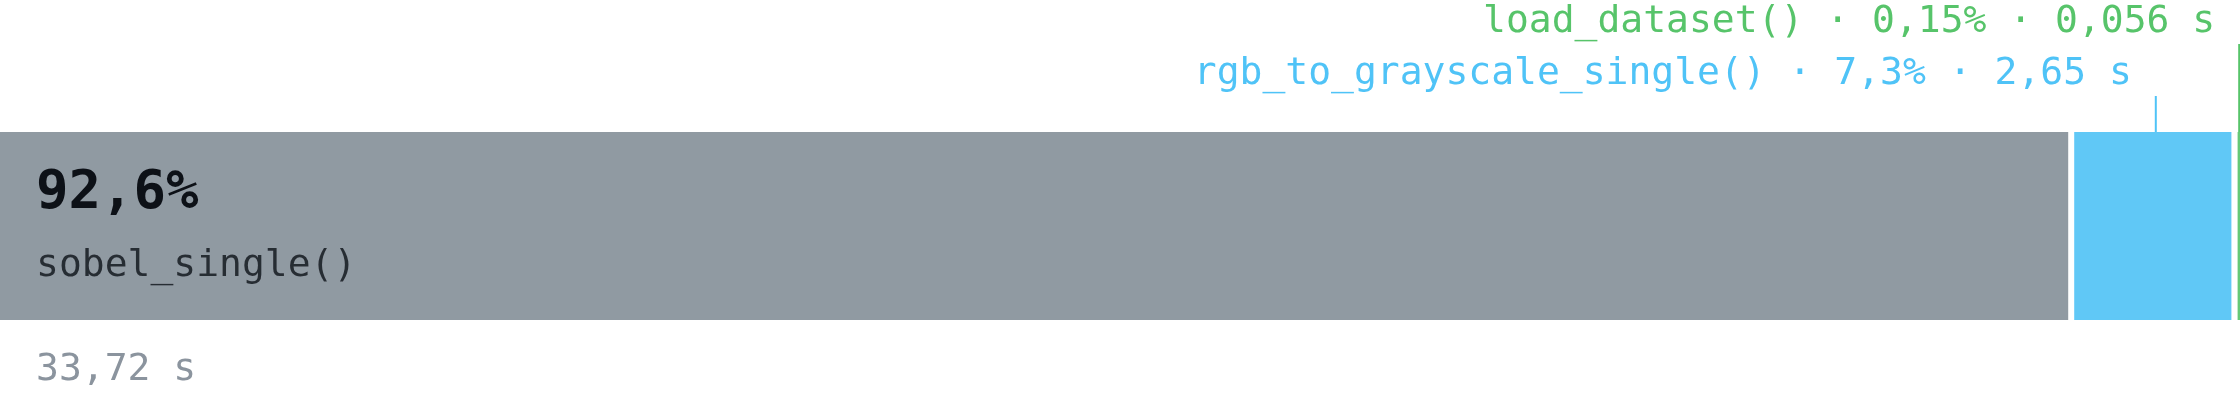 load_dataset() · 0,15% · 0,056 s
rgb_to_grayscale_single() · 7,3% · 2,65 s
92,6%
sobel_single()
33,72 s